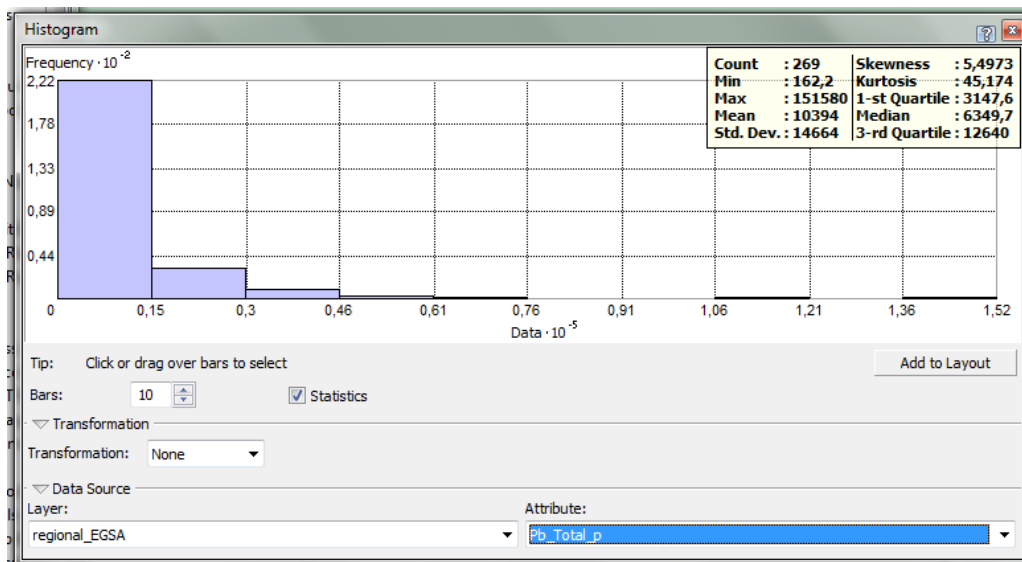 Histogram
Frequency · 10 -2
Count : 269 Skewness : 5,4973
Min : 162,2 Kurtosis : 45,174
Max : 151580 1-st Quartile : 3147,6
Mean : 10394 Median : 6349,7
Std. Dev. : 14664 3-rd Quartile : 12640
2,22
1,78
1,33
0,89
0,44
0 0,15 0,3 0,46 0,61 0,76 0,91 1,06 1,21 1,36 1,52
Data · 10 -5
Tip: Click or drag over bars to select
Add to Layout
Bars: 10 Statistics
Transformation
Transformation: None
Data Source
Layer: Attribute:
regional_EGSA Pb_Total_p